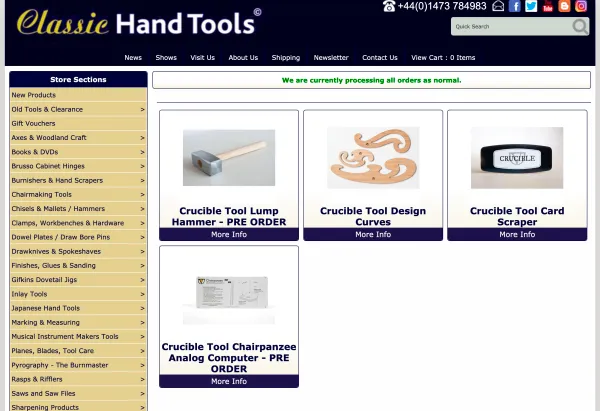 Classic Hand Tools©
+44(0)1473 784983
Quick Search
News Shows Visit Us About Us Shipping Newsletter Contact Us View Cart : 0 Items
Store Sections
New Products
Old Tools & Clearance >
Gift Vouchers
Axes & Woodland Craft >
Books & DVDs >
Brusso Cabinet Hinges >
Burnishers & Hand Scrapers >
Chairmaking Tools >
Chisels & Mallets / Hammers >
Clamps, Workbenches & Hardware >
Dowel Plates / Draw Bore Pins >
Drawknives & Spokeshaves >
Finishes, Glues & Sanding >
Gifkins Dovetail Jigs >
Inlay Tools >
Japanese Hand Tools >
Marking & Measuring >
Musical Instrument Makers Tools >
Planes, Blades, Tool Care >
Pyrography - The Burnmaster >
Rasps & Rifflers >
Saws and Saw Files >
Sharpening Products >
We are currently processing all orders as normal.
Crucible Tool Lump
Hammer - PRE ORDER
More Info
Crucible Tool Design
Curves
More Info
CRUCIBLE
Crucible Tool Card
Scraper
More Info
Crucible Tool Chairpanzee
Analog Computer - PRE
ORDER
More Info